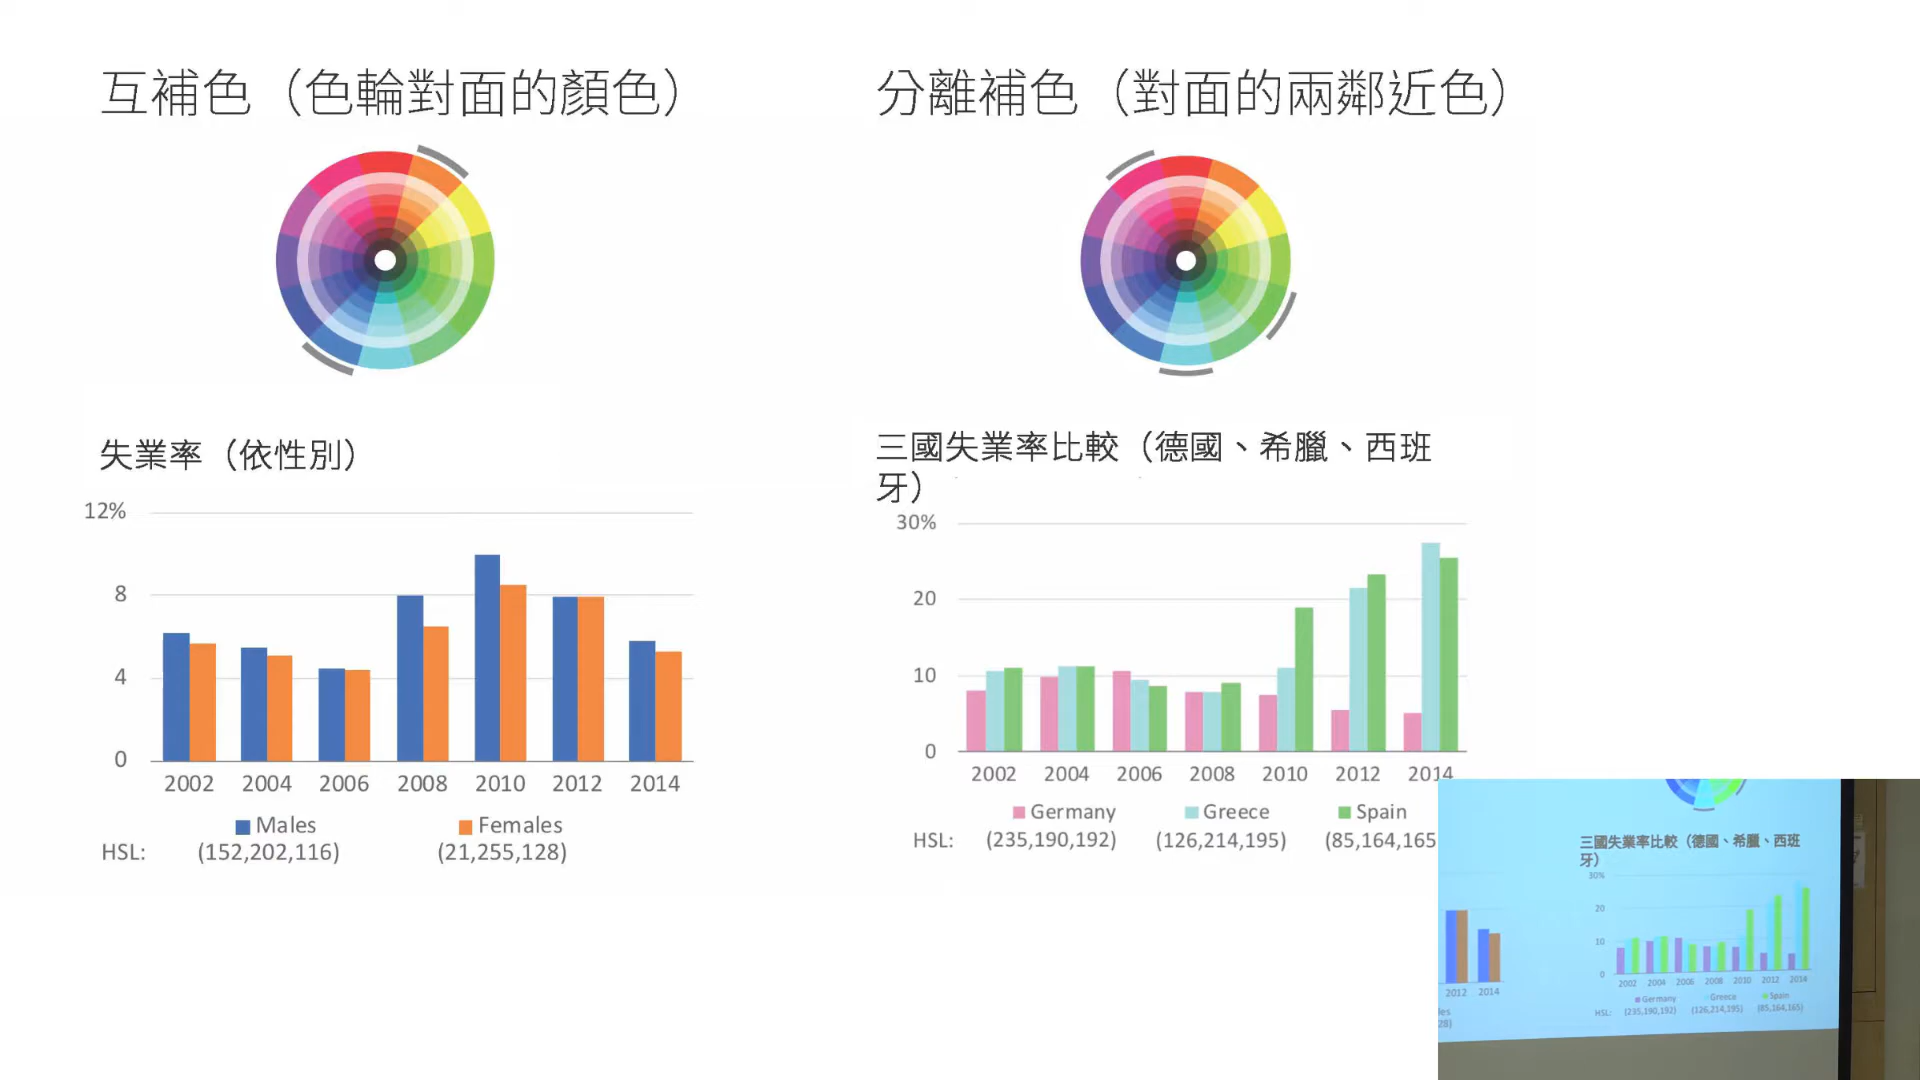 互補色（色輪對面的顏色）
分離補色（對面的兩鄰近色）
失業率（依性別）
12%
8
4
0
2002 2004 2006 2008 2010 2012 2014
Males Females
HSL: (152,202,116) (21,255,128)
三國失業率比較（德國、希臘、西班
牙）
30%
20
10
0
2002 2004 2006 2008 2010 2012 2014
Germany Greece Spain
HSL: (235,190,192) (126,214,195) (85,164,165
三國失業率比較（德國、希臘、西班
牙）
30%
20
10
0
2002 2004 2006 2008 2010 2012 2014
Germany Greece Spain
HSL: (235,190,192) (126,214,195) (85,164,165)
2012 2014
les
28)